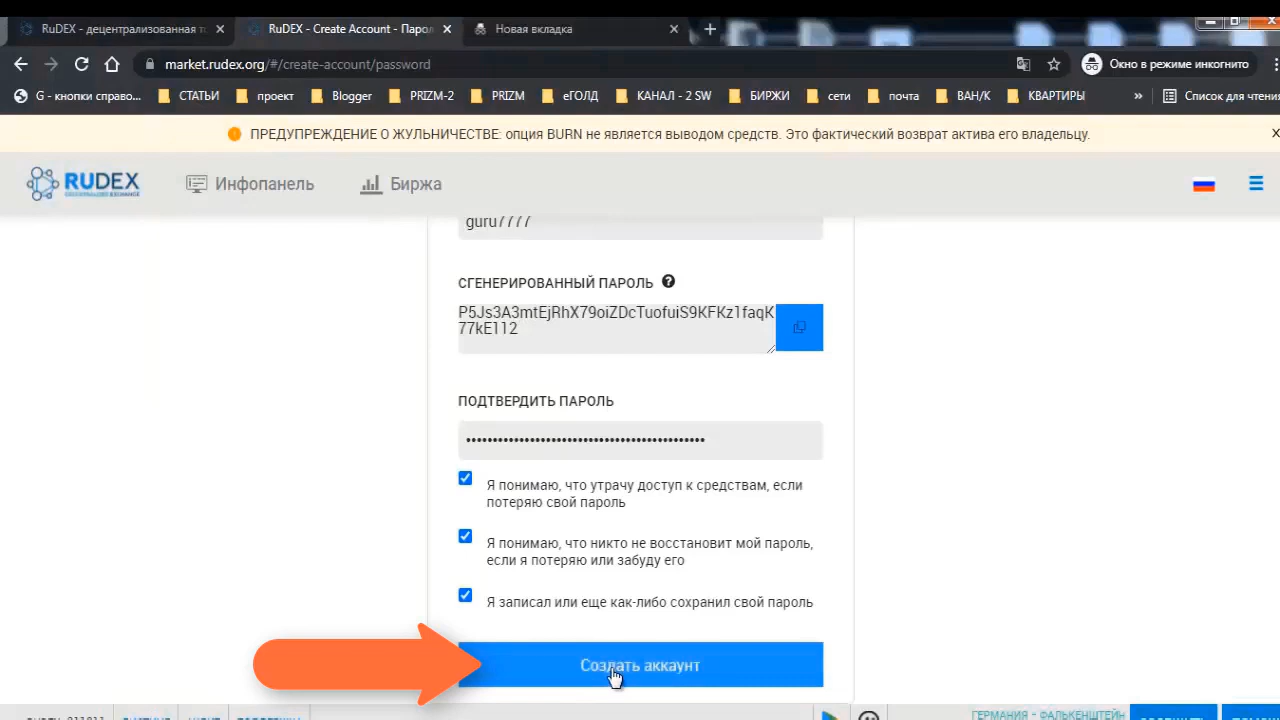 RuDEX - децентрализованная т
RuDEX - Create Account - Парол
Новая вкладка
market.rudex.org/#/create-account/password
Окно в режиме инкогнито
G - кнопки справо...
СТАТЬИ
проект
Blogger
PRIZM-2
PRIZM
еГОЛД
КАНАЛ - 2 SW
БИРЖИ
сети
почта
ВАН/К
КВАРТИРЫ
»
Список для чтения
ПРЕДУПРЕЖДЕНИЕ О ЖУЛЬНИЧЕСТВЕ: опция BURN не является выводом средств. Это фактический возврат актива его владельцу.
RUDEX
Инфопанель
Биржа
guru7777
СГЕНЕРИРОВАННЫЙ ПАРОЛЬ
P5Js3A3mtEjRhX79oiZDcTuofuiS9KFKz1faqK
77kE112
ПОДТВЕРДИТЬ ПАРОЛЬ
Я понимаю, что утрачу доступ к средствам, если
потеряю свой пароль
Я понимаю, что никто не восстановит мой пароль,
если я потеряю или забуду его
Я записал или еще как-либо сохранил свой пароль
Создать аккаунт
ГЕРМАНИЯ - ФАЛЬКЕНШТЕЙН